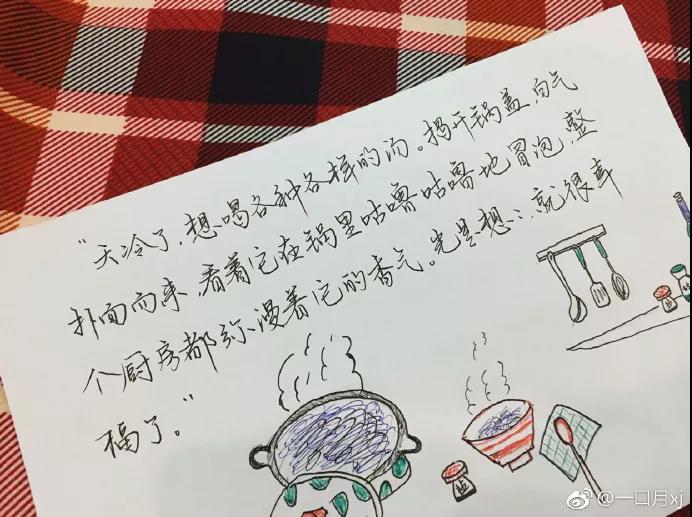 “天冷了，想喝各种各样的汤。揭开锅盖，白气
扑面而来，看着它在锅里咕噜咕噜地冒泡，整
个厨房都弥漫着它的香气。光是想想就很幸
福了。”
盐
@一口月xj